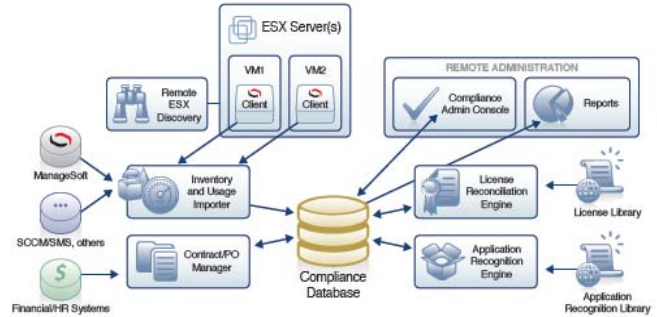 ESX Server(s)
VM1
VM2
Client
Client
Remote
ESX
Discovery
REMOTE ADMINISTRATION
Compliance
Admin Console
Reports
ManageSoft
Inventory
and Usage
Importer
License
Reconciliation
Engine
License Library
SCCM/SMS, others
Contract/PO
Manager
Compliance
Database
Application
Recognition
Engine
$
Financial/HR Systems
Application
Recognition Library